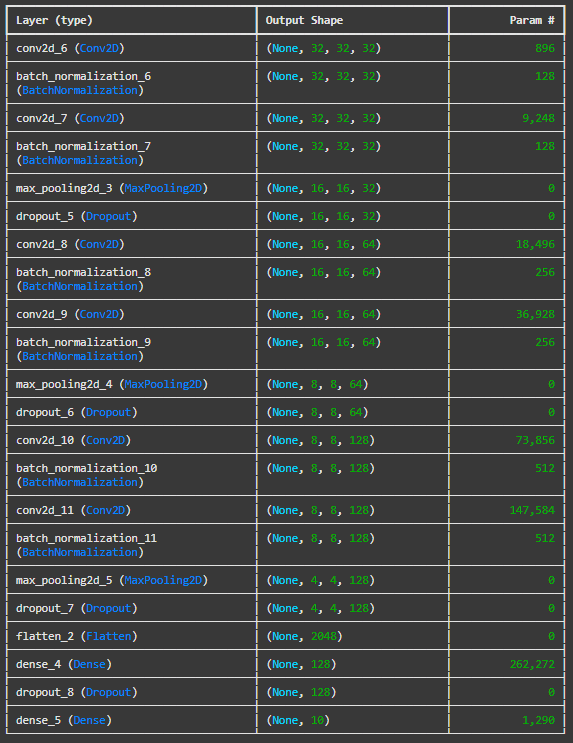 Layer (type) Output Shape Param #
conv2d_6 (Conv2D) (None, 32, 32, 32) 896
batch_normalization_6 (None, 32, 32, 32) 128
(BatchNormalization)
conv2d_7 (Conv2D) (None, 32, 32, 32) 9,248
batch_normalization_7 (None, 32, 32, 32) 128
(BatchNormalization)
max_pooling2d_3 (MaxPooling2D) (None, 16, 16, 32) 0
dropout_5 (Dropout) (None, 16, 16, 32) 0
conv2d_8 (Conv2D) (None, 16, 16, 64) 18,496
batch_normalization_8 (None, 16, 16, 64) 256
(BatchNormalization)
conv2d_9 (Conv2D) (None, 16, 16, 64) 36,928
batch_normalization_9 (None, 16, 16, 64) 256
(BatchNormalization)
max_pooling2d_4 (MaxPooling2D) (None, 8, 8, 64) 0
dropout_6 (Dropout) (None, 8, 8, 64) 0
conv2d_10 (Conv2D) (None, 8, 8, 128) 73,856
batch_normalization_10 (None, 8, 8, 128) 512
(BatchNormalization)
conv2d_11 (Conv2D) (None, 8, 8, 128) 147,584
batch_normalization_11 (None, 8, 8, 128) 512
(BatchNormalization)
max_pooling2d_5 (MaxPooling2D) (None, 4, 4, 128) 0
dropout_7 (Dropout) (None, 4, 4, 128) 0
flatten_2 (Flatten) (None, 2048) 0
dense_4 (Dense) (None, 128) 262,272
dropout_8 (Dropout) (None, 128) 0
dense_5 (Dense) (None, 10) 1,290